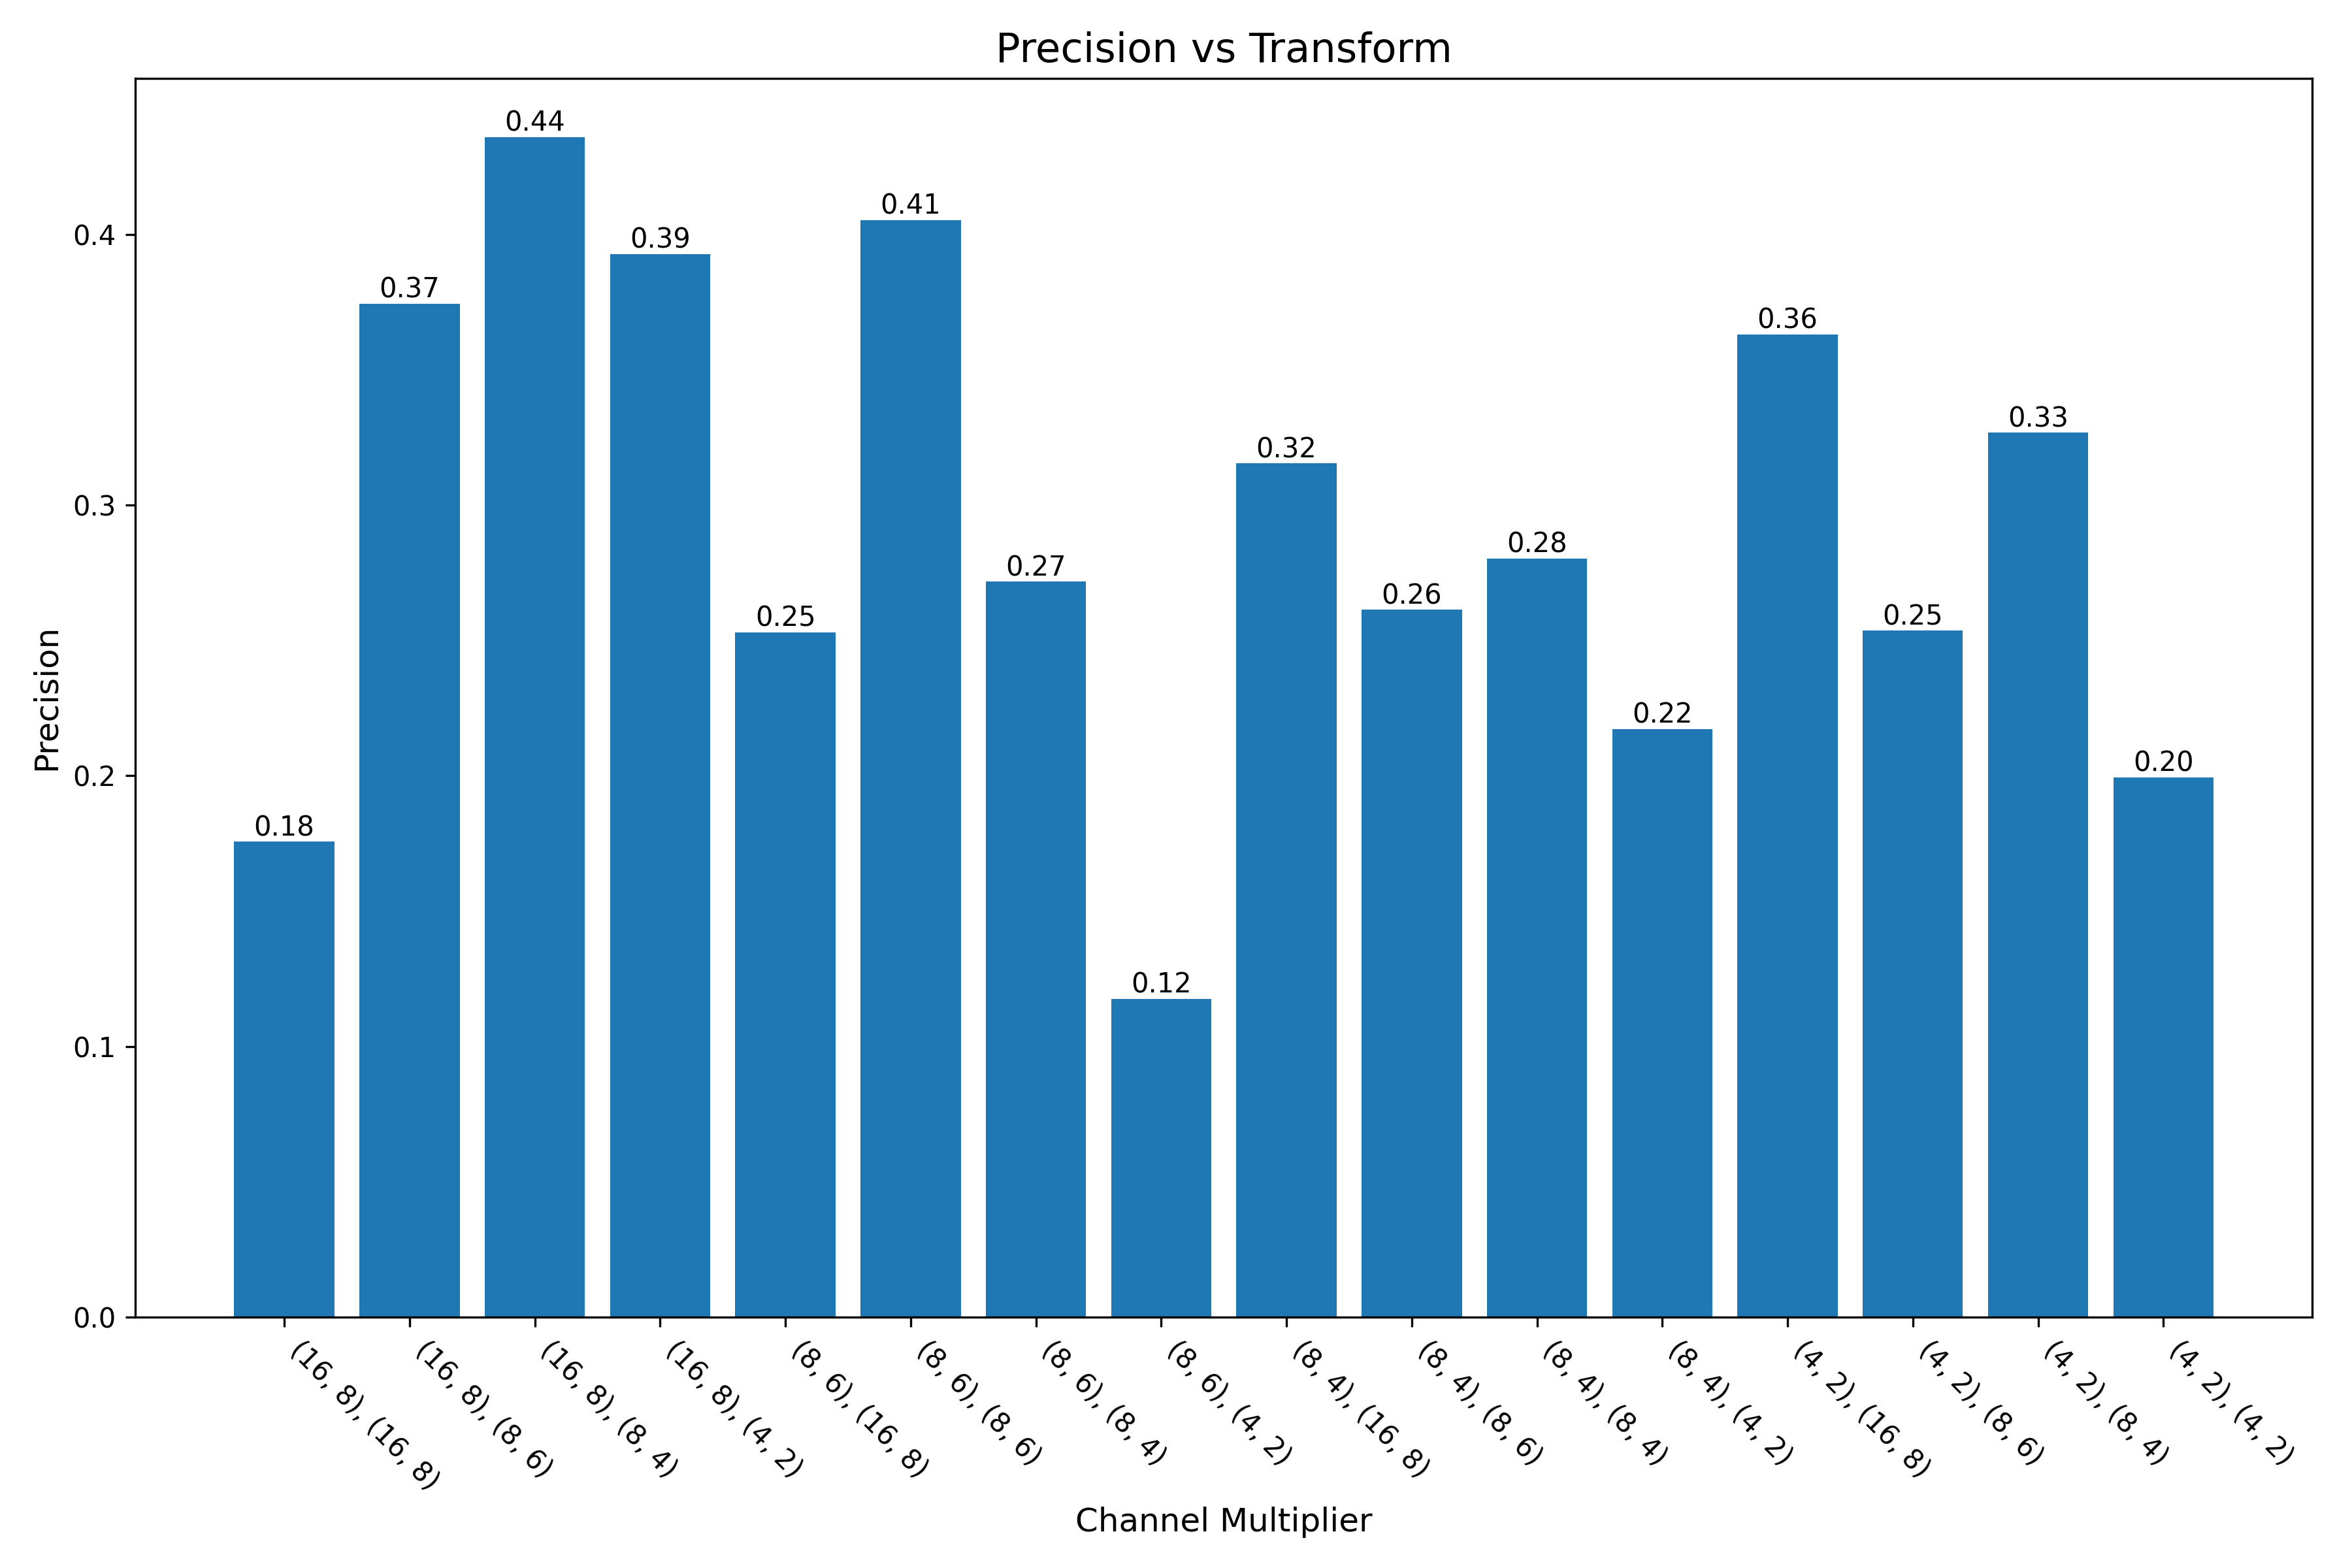 Precision vs Transform
Precision
0.4
0.3
0.2
0.1
0.0
0.18
0.37
0.44
0.39
0.25
0.41
0.27
0.12
0.32
0.26
0.28
0.22
0.36
0.25
0.33
0.20
(16, 8), (16, 8)
(16, 8), (8, 6)
(16, 8), (8, 4)
(16, 8), (4, 2)
(8, 6), (16, 8)
(8, 6), (8, 6)
(8, 6), (8, 4)
(8, 6), (4, 2)
(8, 4), (16, 8)
(8, 4), (8, 6)
(8, 4), (8, 4)
(8, 4), (4, 2)
(4, 2), (16, 8)
(4, 2), (8, 6)
(4, 2), (8, 4)
(4, 2), (4, 2)
Channel Multiplier